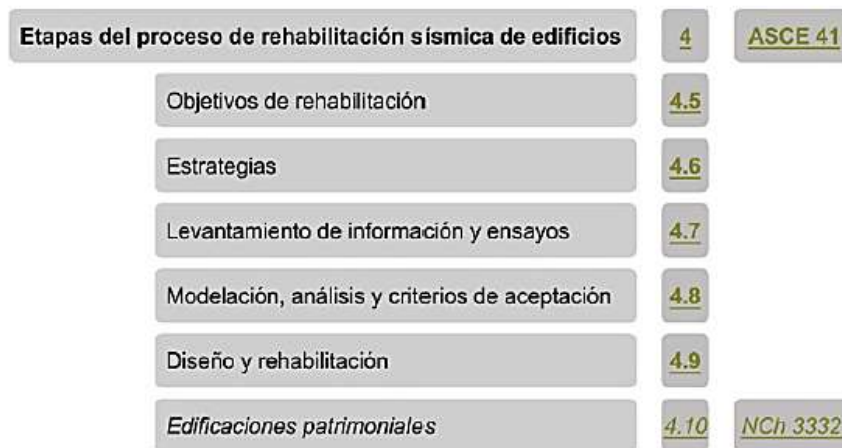 Etapas del proceso de rehabilitación sísmica de edificios 4 ASCE 41
Objetivos de rehabilitación 4.5
Estrategias 4.6
Levantamiento de información y ensayos 4.7
Modelación, análisis y criterios de aceptación 4.8
Diseño y rehabilitación 4.9
Edificaciones patrimoniales 4.10 NCh 3332